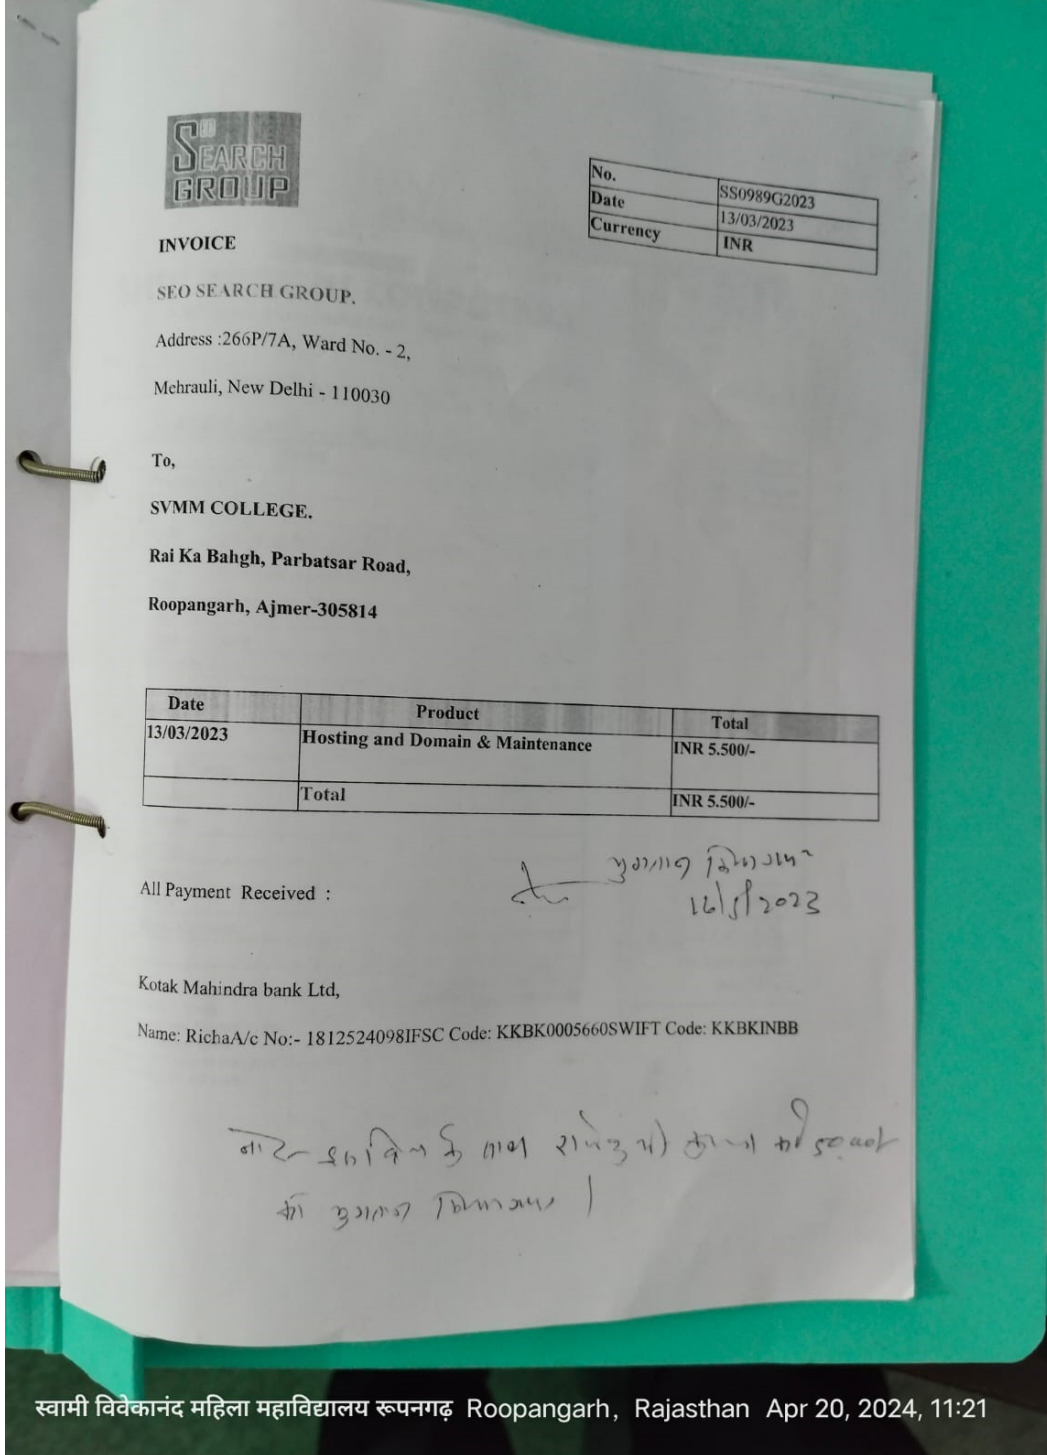 SEO
SEARCH
GROUP
No. SS0989G2023
Date 13/03/2023
Currency INR
INVOICE
SEO SEARCH GROUP.
Address :266P/7A, Ward No. - 2,
Mehrauli, New Delhi - 110030
To,
SVMM COLLEGE.
Rai Ka Bahgh, Parbatsar Road,
Roopangarh, Ajmer-305814
Date Product Total
13/03/2023 Hosting and Domain & Maintenance INR 5.500/-
Total INR 5.500/-
भुगतान किया गया
All Payment Received :
2023
Kotak Mahindra bank Ltd,
Name: RichaA/c No:- 1812524098IFSC Code: KKBK0005660SWIFT Code: KKBKINBB
का भुगतान किया गया ।
स्वामी विवेकानंद महिला महाविद्यालय रूपनगढ़ Roopangarh, Rajasthan Apr 20, 2024, 11:21